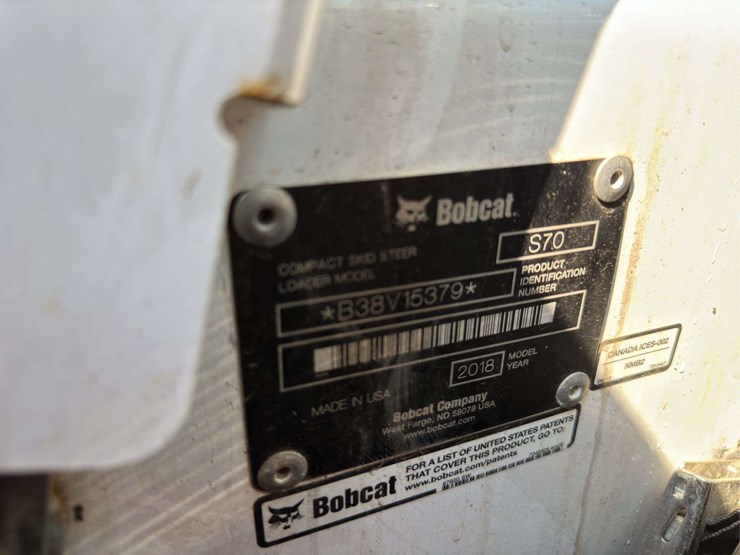 Bobcat
COMPACT SKID STEER
LOADER MODEL
S70
*B38V15379*
PRODUCT
IDENTIFICATION
NUMBER
MADE IN USA
2018
MODEL
YEAR
Bobcat Company
West Fargo, ND 58078 USA
www.bobcat.com
CANADA ICES-002
NMB2
Bobcat
FOR A LIST OF UNITED STATES PATENTS
THAT COVER THIS PRODUCT, GO TO:
www.bobcat.com/patents